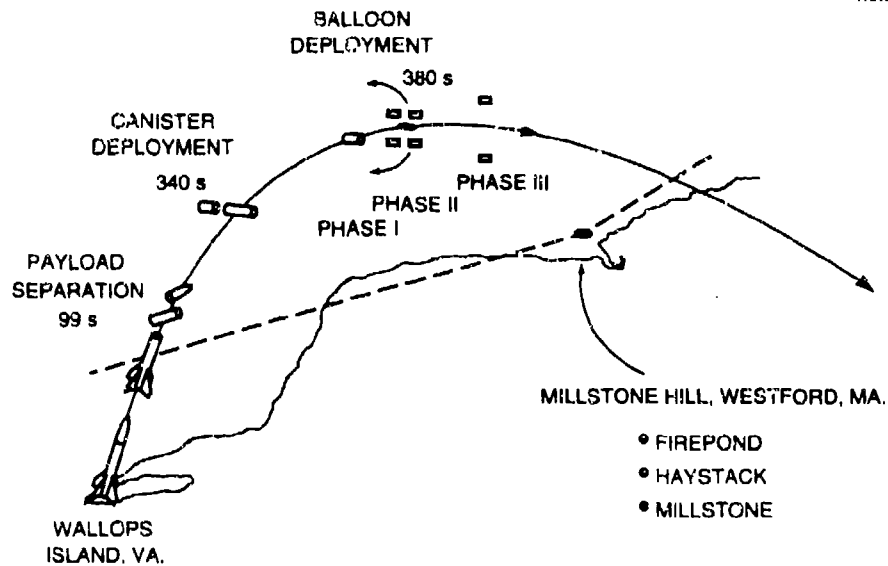 BALLOON
DEPLOYMENT
380 s
CANISTER
DEPLOYMENT
340 s
PHASE III
PHASE II
PHASE I
PAYLOAD
SEPARATION
99 s
MILLSTONE HILL, WESTFORD, MA.
• FIREPOND
• HAYSTACK
• MILLSTONE
WALLOPS
ISLAND, VA.